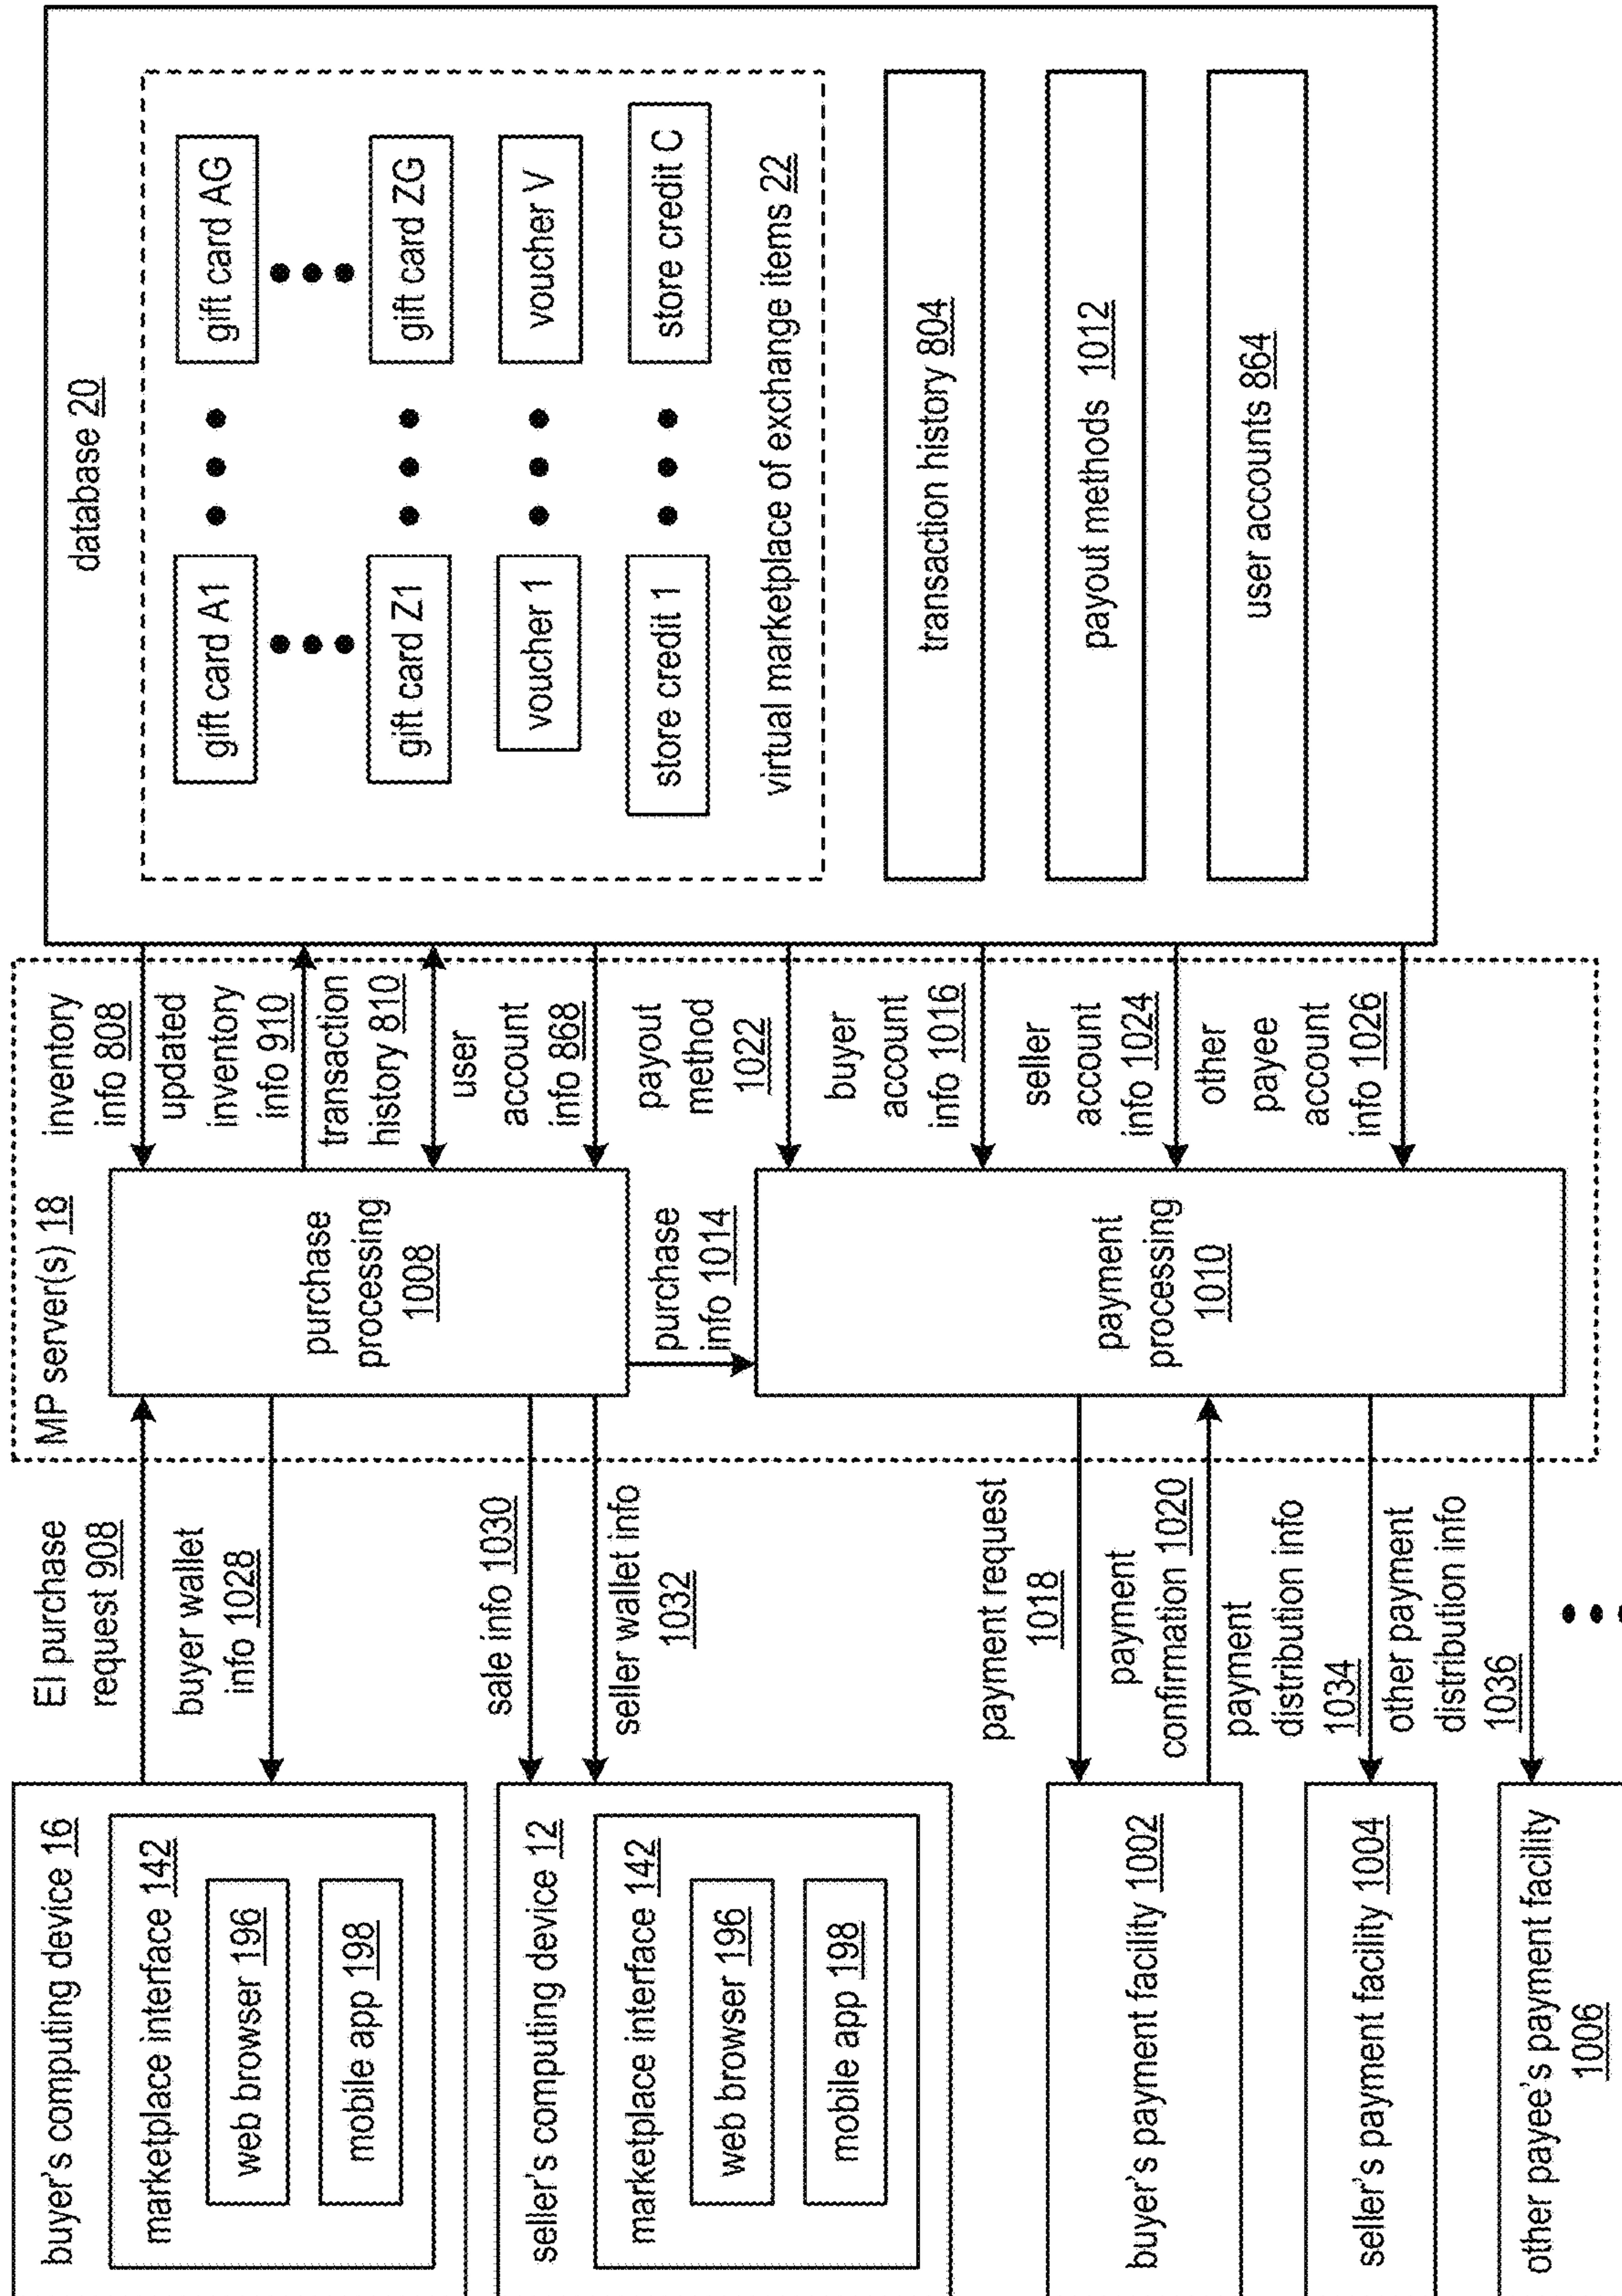 buyer's computing device 16
marketplace interface 142
web browser 196
mobile app 198
seller's computing device 12
marketplace interface 142
web browser 196
mobile app 198
buyer's payment facility 1002
seller's payment facility 1004
other payee's payment facility
1006
EI purchase
request 908
buyer wallet
info 1028
sale info 1030
seller wallet info
1032
payment request
1018
payment
confirmation 1020
payment
distribution info
1034
other payment
distribution info
1036
MP server(s) 18
purchase
processing
1008
purchase
info 1014
payment
processing
1010
inventory
info 808
updated
inventory
info 910
transaction
history 810
user
account
info 868
payout
method
1022
buyer
account
info 1016
seller
account
info 1024
other
payee
account
info 1026
database 20
gift card A1
gift card AG
gift card Z1
gift card ZG
voucher 1
voucher V
store credit 1
store credit C
virtual marketplace of exchange items 22
transaction history 804
payout methods 1012
user accounts 864